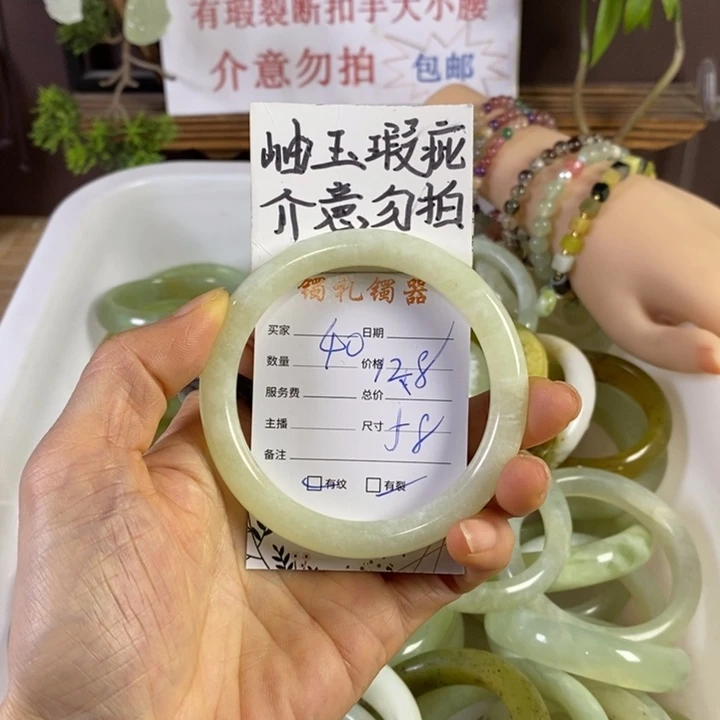 有瑕裂断扣手大小腰
介意勿拍 包邮
岫玉瑕疵
介意勿拍
镯乹镯器
买家 40 日期
数量 价格 128
服务费 总价
主播 尺寸 58
备注
有纹 有裂